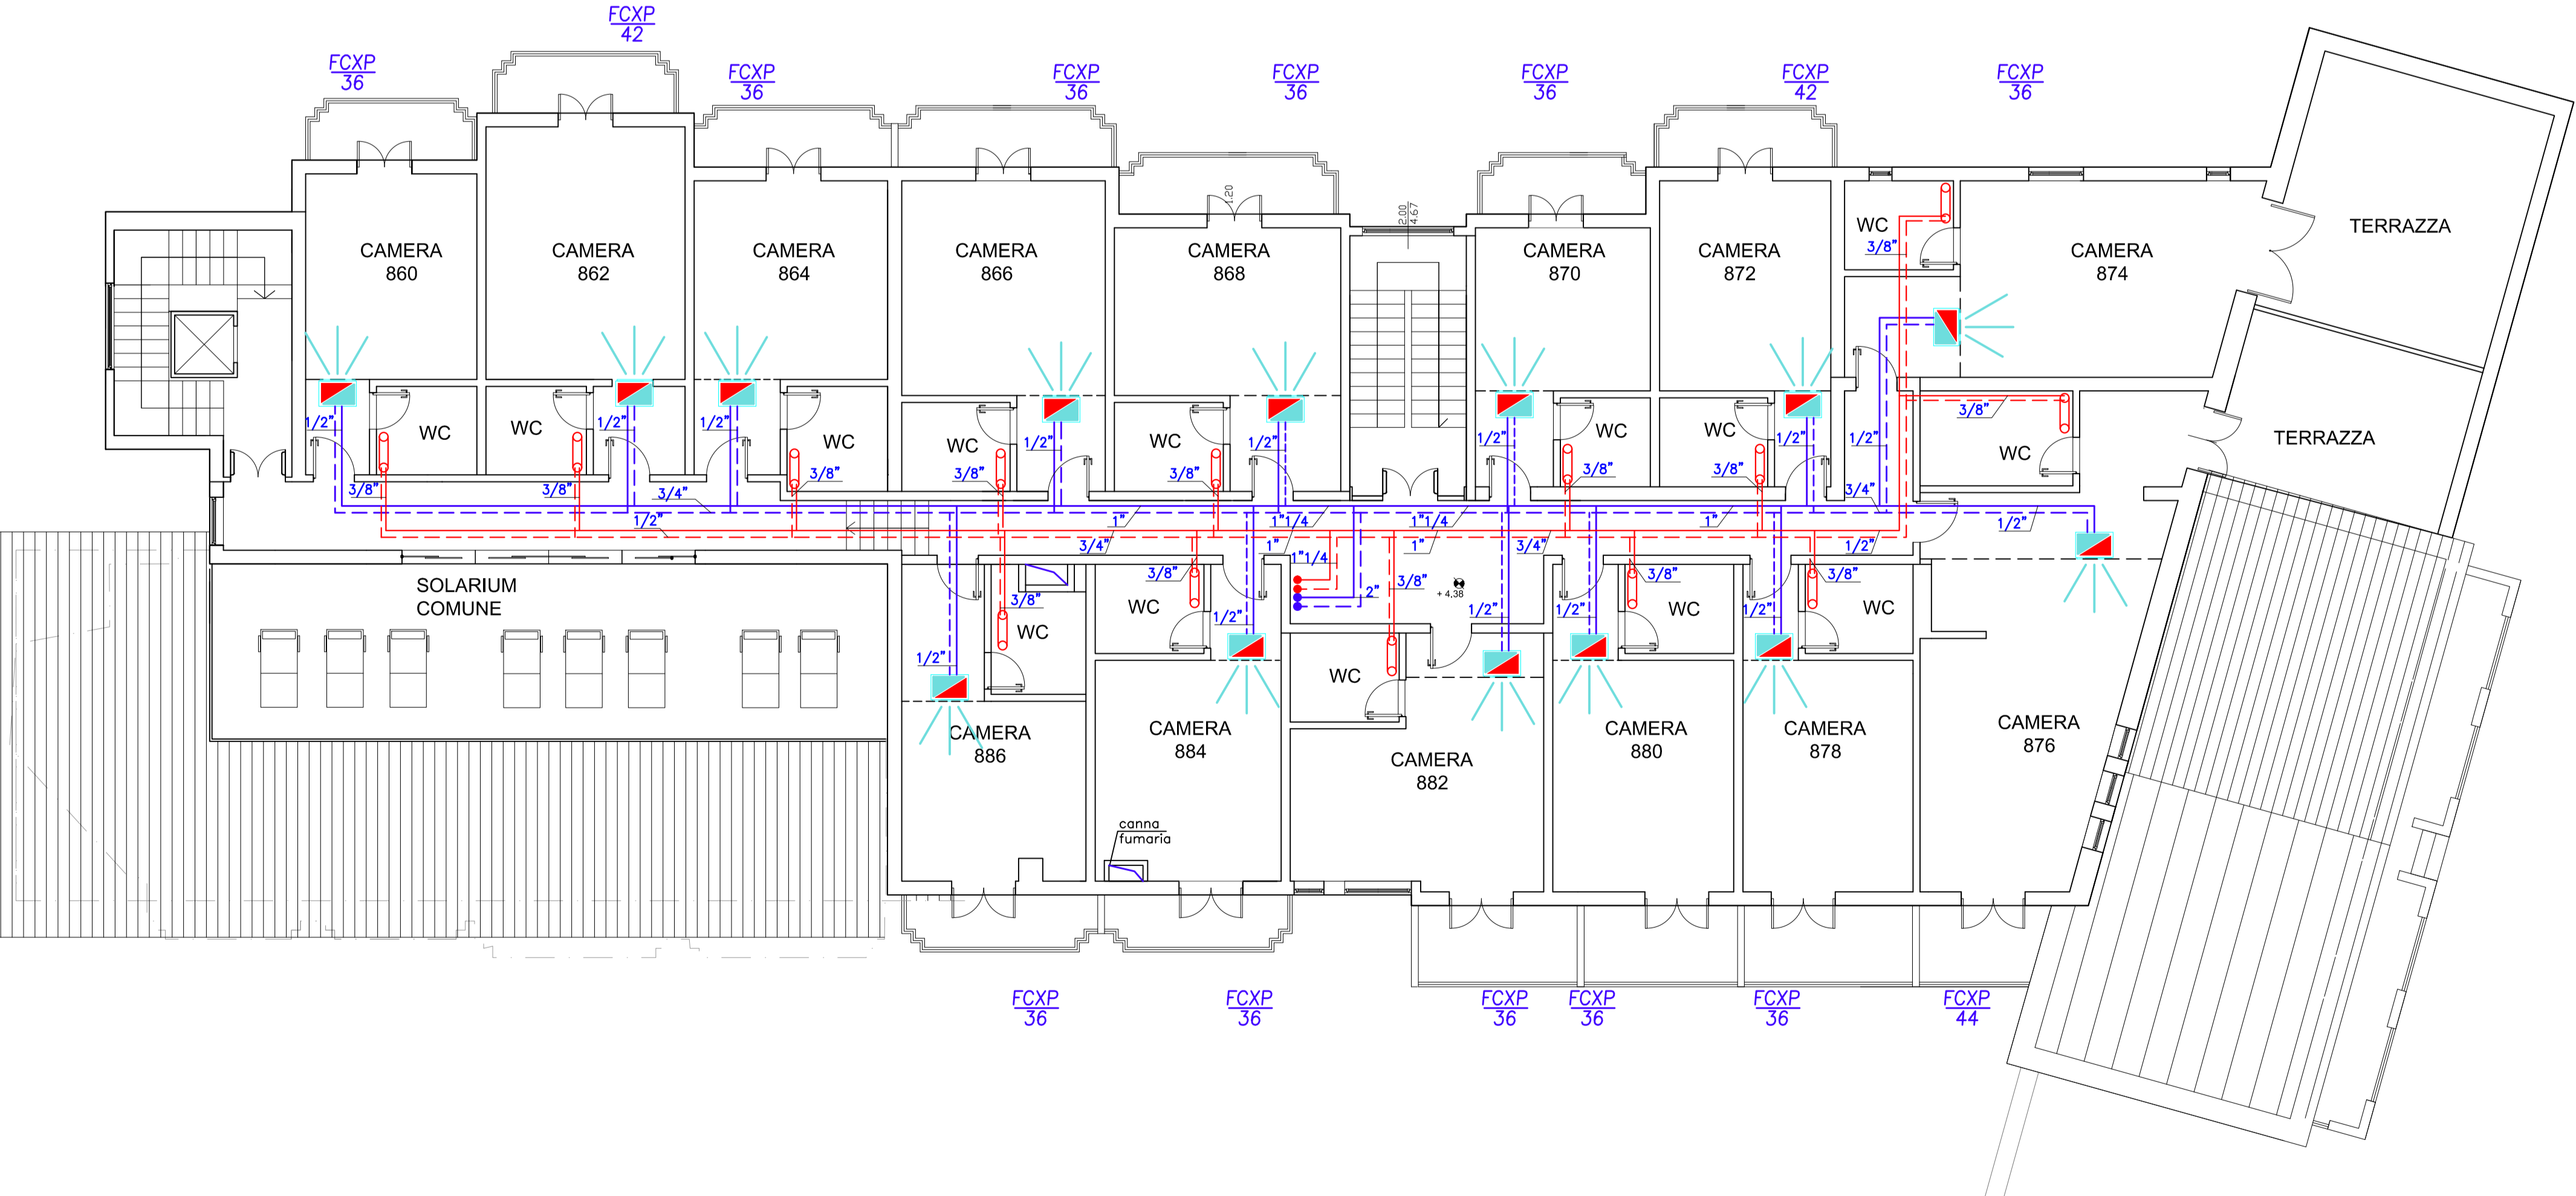 FCXP
42
FCXP
36
FCXP
36
FCXP
36
FCXP
36
FCXP
36
FCXP
42
FCXP
36
1.20
2.00
4.67
CAMERA
860
CAMERA
862
CAMERA
864
CAMERA
866
CAMERA
868
CAMERA
870
CAMERA
872
WC
3/8"
CAMERA
874
TERRAZZA
TERRAZZA
1/2"
WC
WC
1/2"
1/2"
WC
WC
1/2"
WC
1/2"
1/2"
WC
WC
1/2"
1/2"
3/8"
WC
3/8"
3/8"
3/4"
3/8"
3/8"
3/8"
3/8"
3/8"
3/4"
1/2"
1"
1"1/4
1"1/4
1"
1/2"
3/4"
1"
1"
3/4"
1/2"
1"1/4
SOLARIUM
COMUNE
3/8"
WC
1/2"
3/8"
WC
1/2"
2"
3/8"
+ 4,38
1/2"
1/2"
3/8"
WC
1/2"
3/8"
WC
WC
CAMERA
886
CAMERA
884
CAMERA
882
CAMERA
880
CAMERA
878
CAMERA
876
canna
fumaria
FCXP
36
FCXP
36
FCXP
36
FCXP
36
FCXP
36
FCXP
44